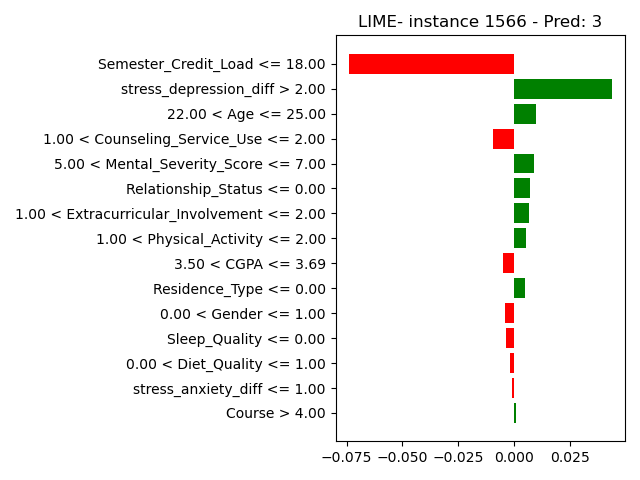 LIME- instance 1566 - Pred: 3
Semester_Credit_Load <= 18.00
stress_depression_diff > 2.00
22.00 < Age <= 25.00
1.00 < Counseling_Service_Use <= 2.00
5.00 < Mental_Severity_Score <= 7.00
Relationship_Status <= 0.00
1.00 < Extracurricular_Involvement <= 2.00
1.00 < Physical_Activity <= 2.00
3.50 < CGPA <= 3.69
Residence_Type <= 0.00
0.00 < Gender <= 1.00
Sleep_Quality <= 0.00
0.00 < Diet_Quality <= 1.00
stress_anxiety_diff <= 1.00
Course > 4.00
−0.075 −0.050 −0.025 0.000 0.025